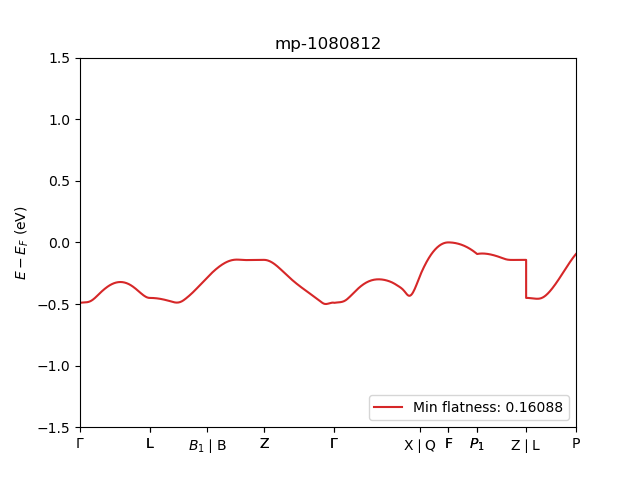 mp-1080812
E − E_F (eV)
1.5
1.0
0.5
0.0
−0.5
−1.0
−1.5
Min flatness: 0.16088
Γ L B₁ | B Z Γ X | Q F P₁ Z | L P